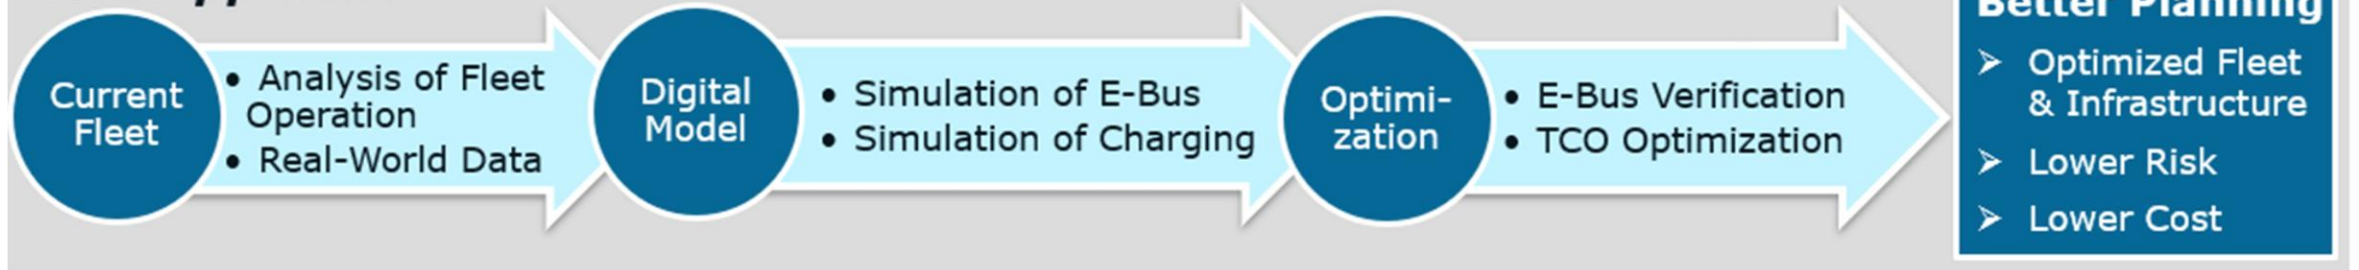 Current
Fleet
• Analysis of Fleet
Operation
• Real-World Data
Digital
Model
• Simulation of E-Bus
• Simulation of Charging
Optimi-
zation
• E-Bus Verification
• TCO Optimization
Better Planning
➢ Optimized Fleet
& Infrastructure
➢ Lower Risk
➢ Lower Cost